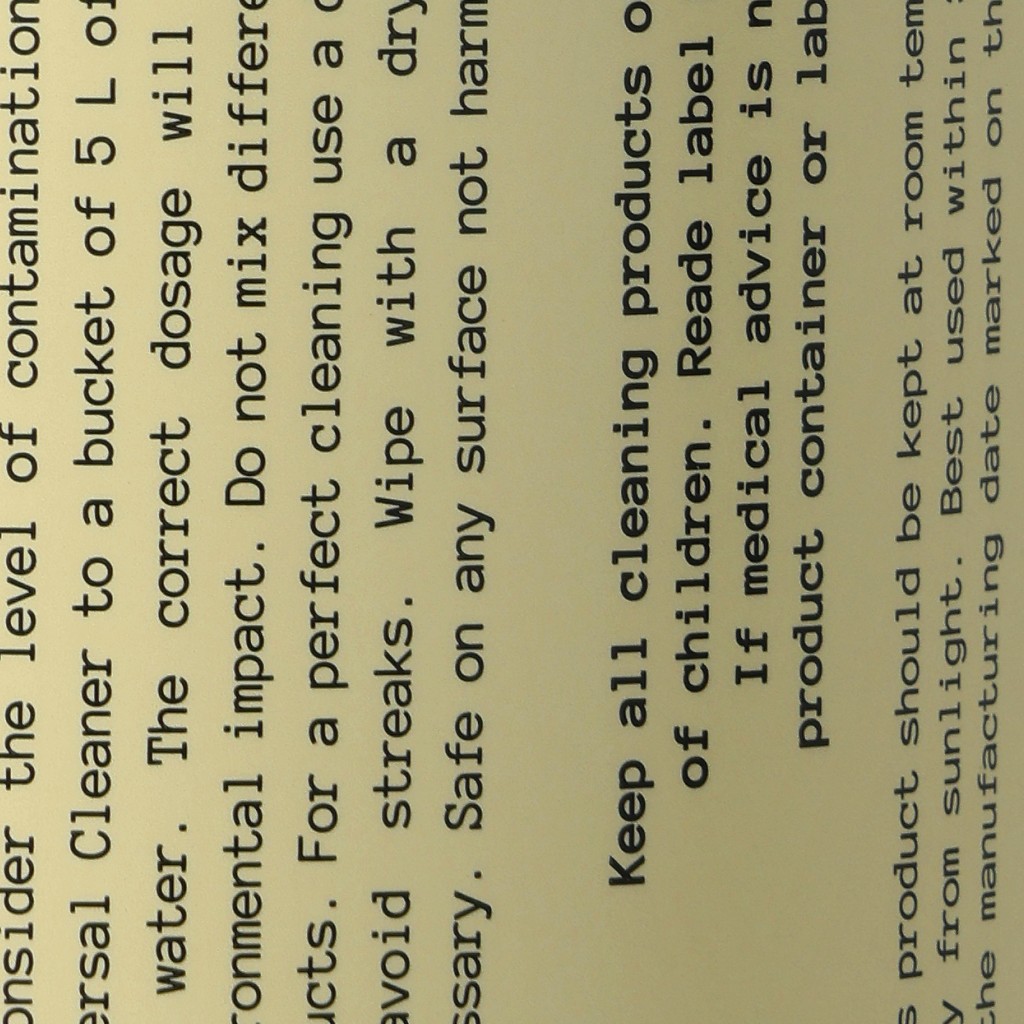 onsider the level of contamination
ersal Cleaner to a bucket of 5 L of
water. The correct dosage will
ronmental impact. Do not mix differe
ucts. For a perfect cleaning use a
avoid streaks. Wipe with a dry
ssary. Safe on any surface not harm
Keep all cleaning products o
of children. Reade label
If medical advice is n
product container or lab
s product should be kept at room tem
y from sunlight. Best used within
the manufacturing date marked on th